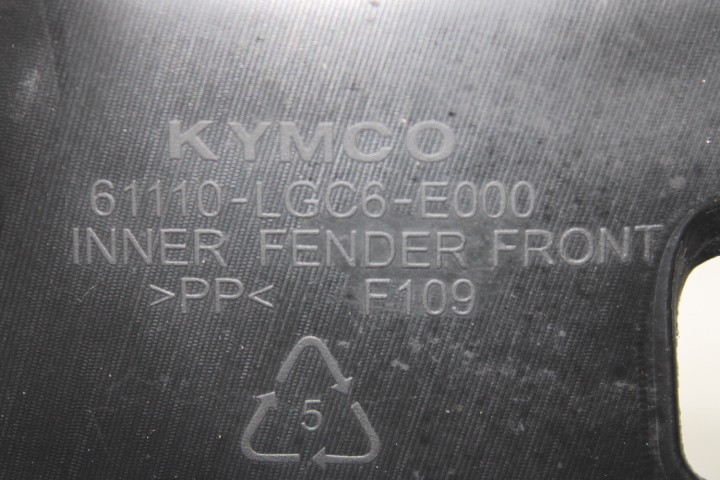 KYMCO
61110-LGC6-E000
INNER FENDER FRONT
>PP< F109
5